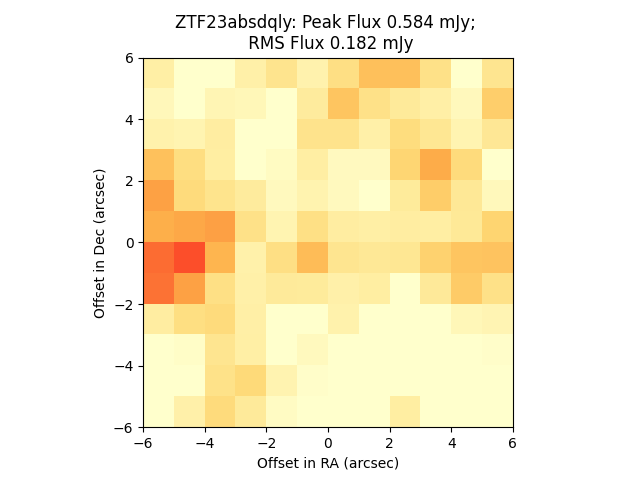 ZTF23absdqly: Peak Flux 0.584 mJy;
RMS Flux 0.182 mJy
6
4
2
0
−2
−4
−6
Offset in Dec (arcsec)
−6 −4 −2 0 2 4 6
Offset in RA (arcsec)